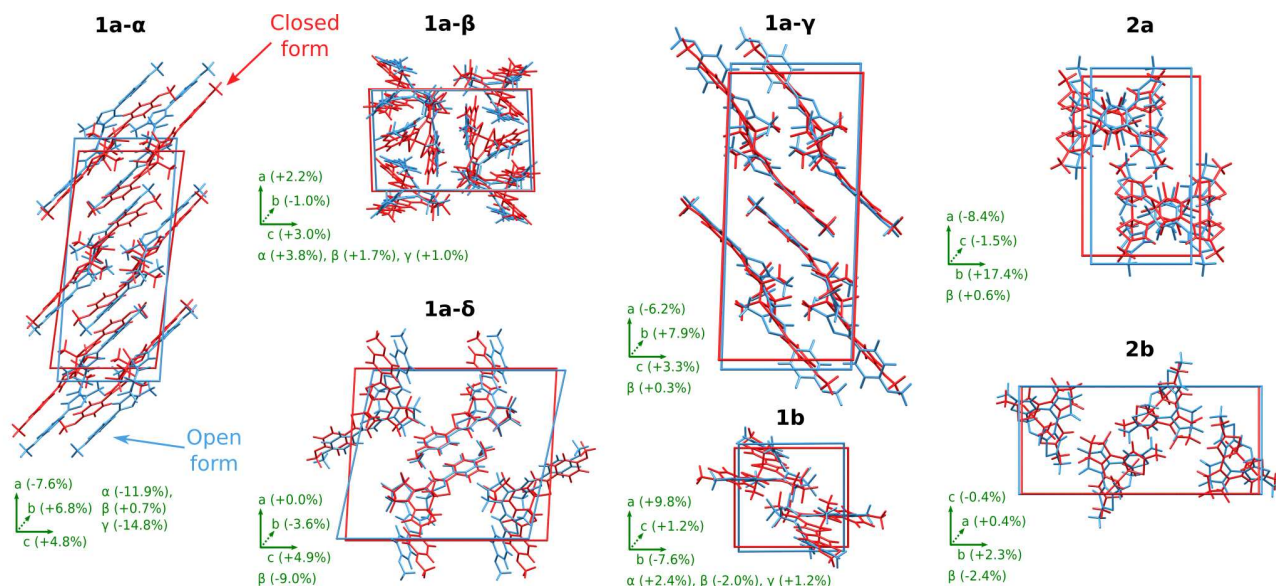 1a-α
Closed
form
Open
form
a (-7.6%)
b (+6.8%)
c (+4.8%)
α (-11.9%),
β (+0.7%)
γ (-14.8%)
1a-β
a (+2.2%)
b (-1.0%)
c (+3.0%)
α (+3.8%), β (+1.7%), γ (+1.0%)
1a-δ
a (+0.0%)
b (-3.6%)
c (+4.9%)
β (-9.0%)
1a-γ
a (-6.2%)
b (+7.9%)
c (+3.3%)
β (+0.3%)
1b
a (+9.8%)
c (+1.2%)
b (-7.6%)
α (+2.4%), β (-2.0%), γ (+1.2%)
2a
a (-8.4%)
c (-1.5%)
b (+17.4%)
β (+0.6%)
2b
c (-0.4%)
a (+0.4%)
b (+2.3%)
β (-2.4%)